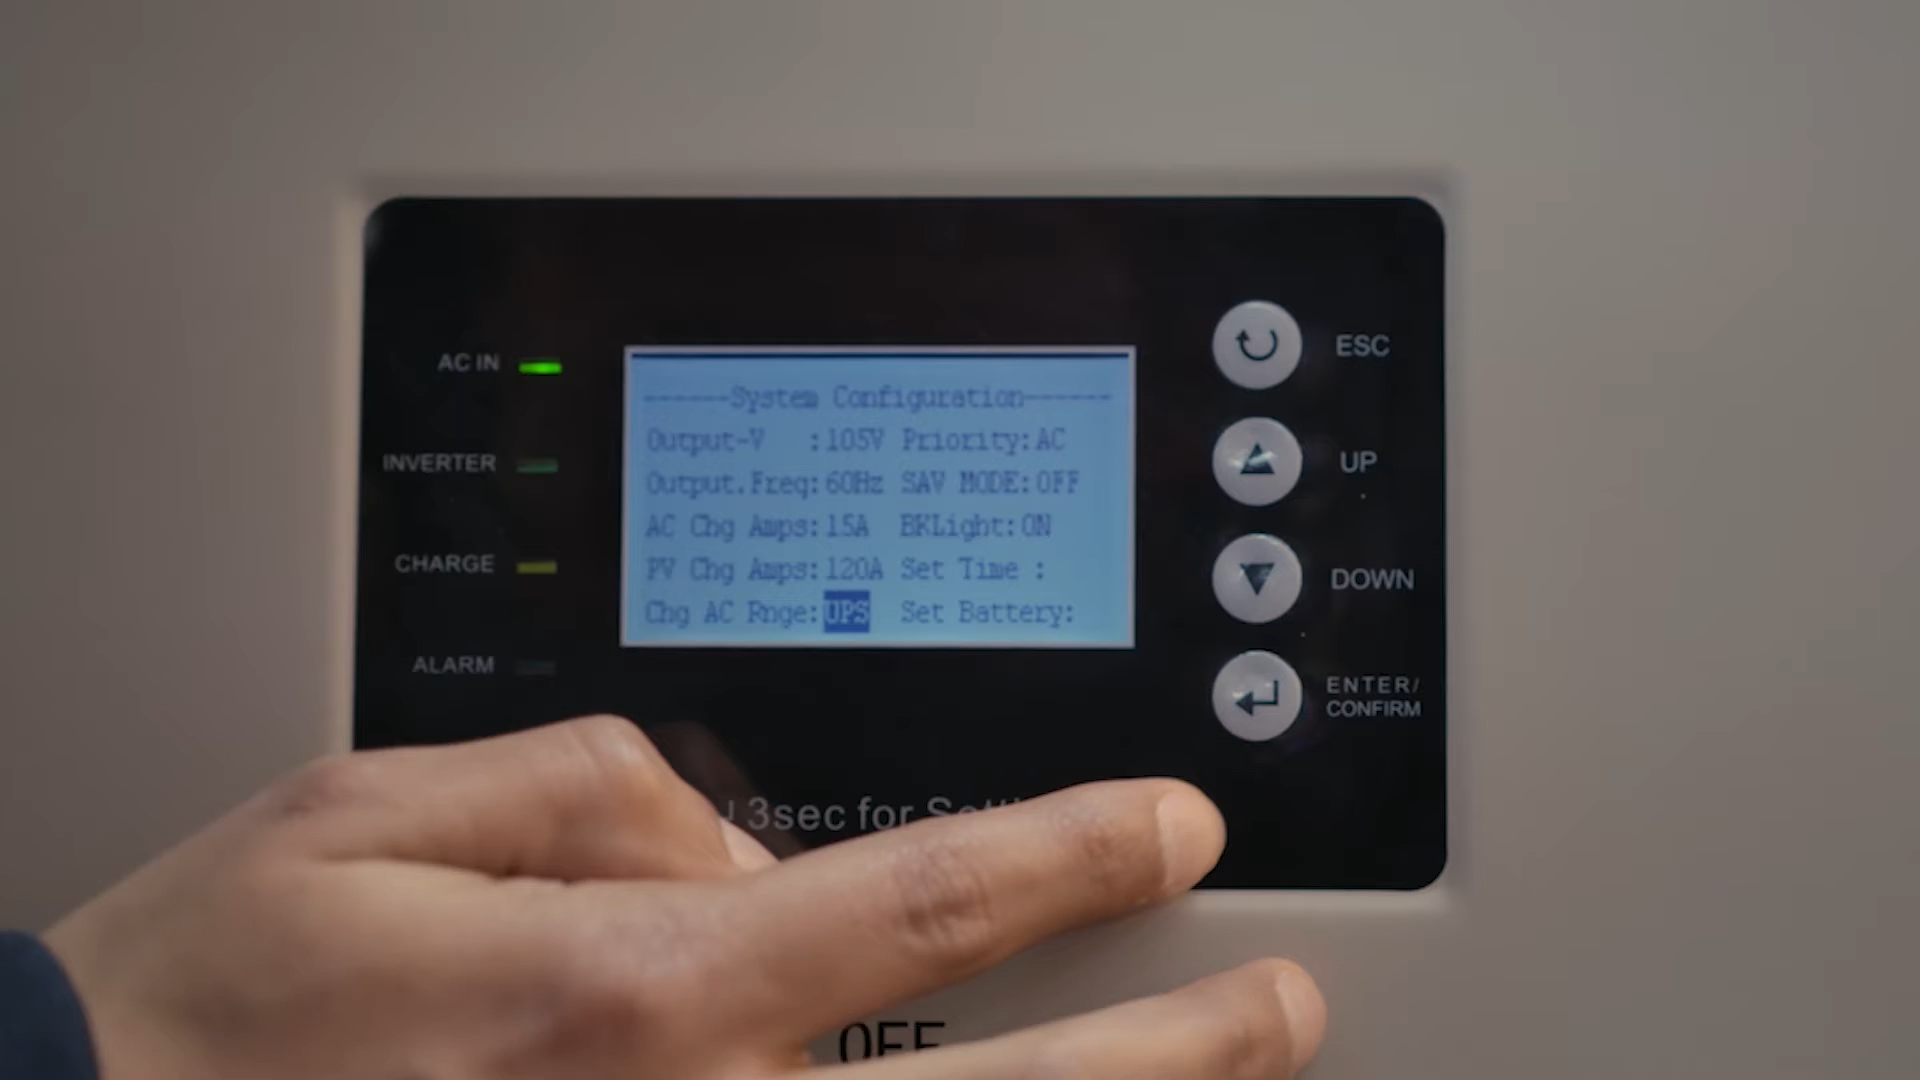 AC IN
INVERTER
CHARGE
ALARM
------System Configuration------
Output-V :105V Priority:AC
Output.Freq:60Hz SAV MODE:OFF
AC Chg Amps:15A BKLight:ON
PV Chg Amps:120A Set Time :
Chg AC Rnge:UPS Set Battery:
ESC
UP
DOWN
ENTER/
CONFIRM
3sec for
OFF